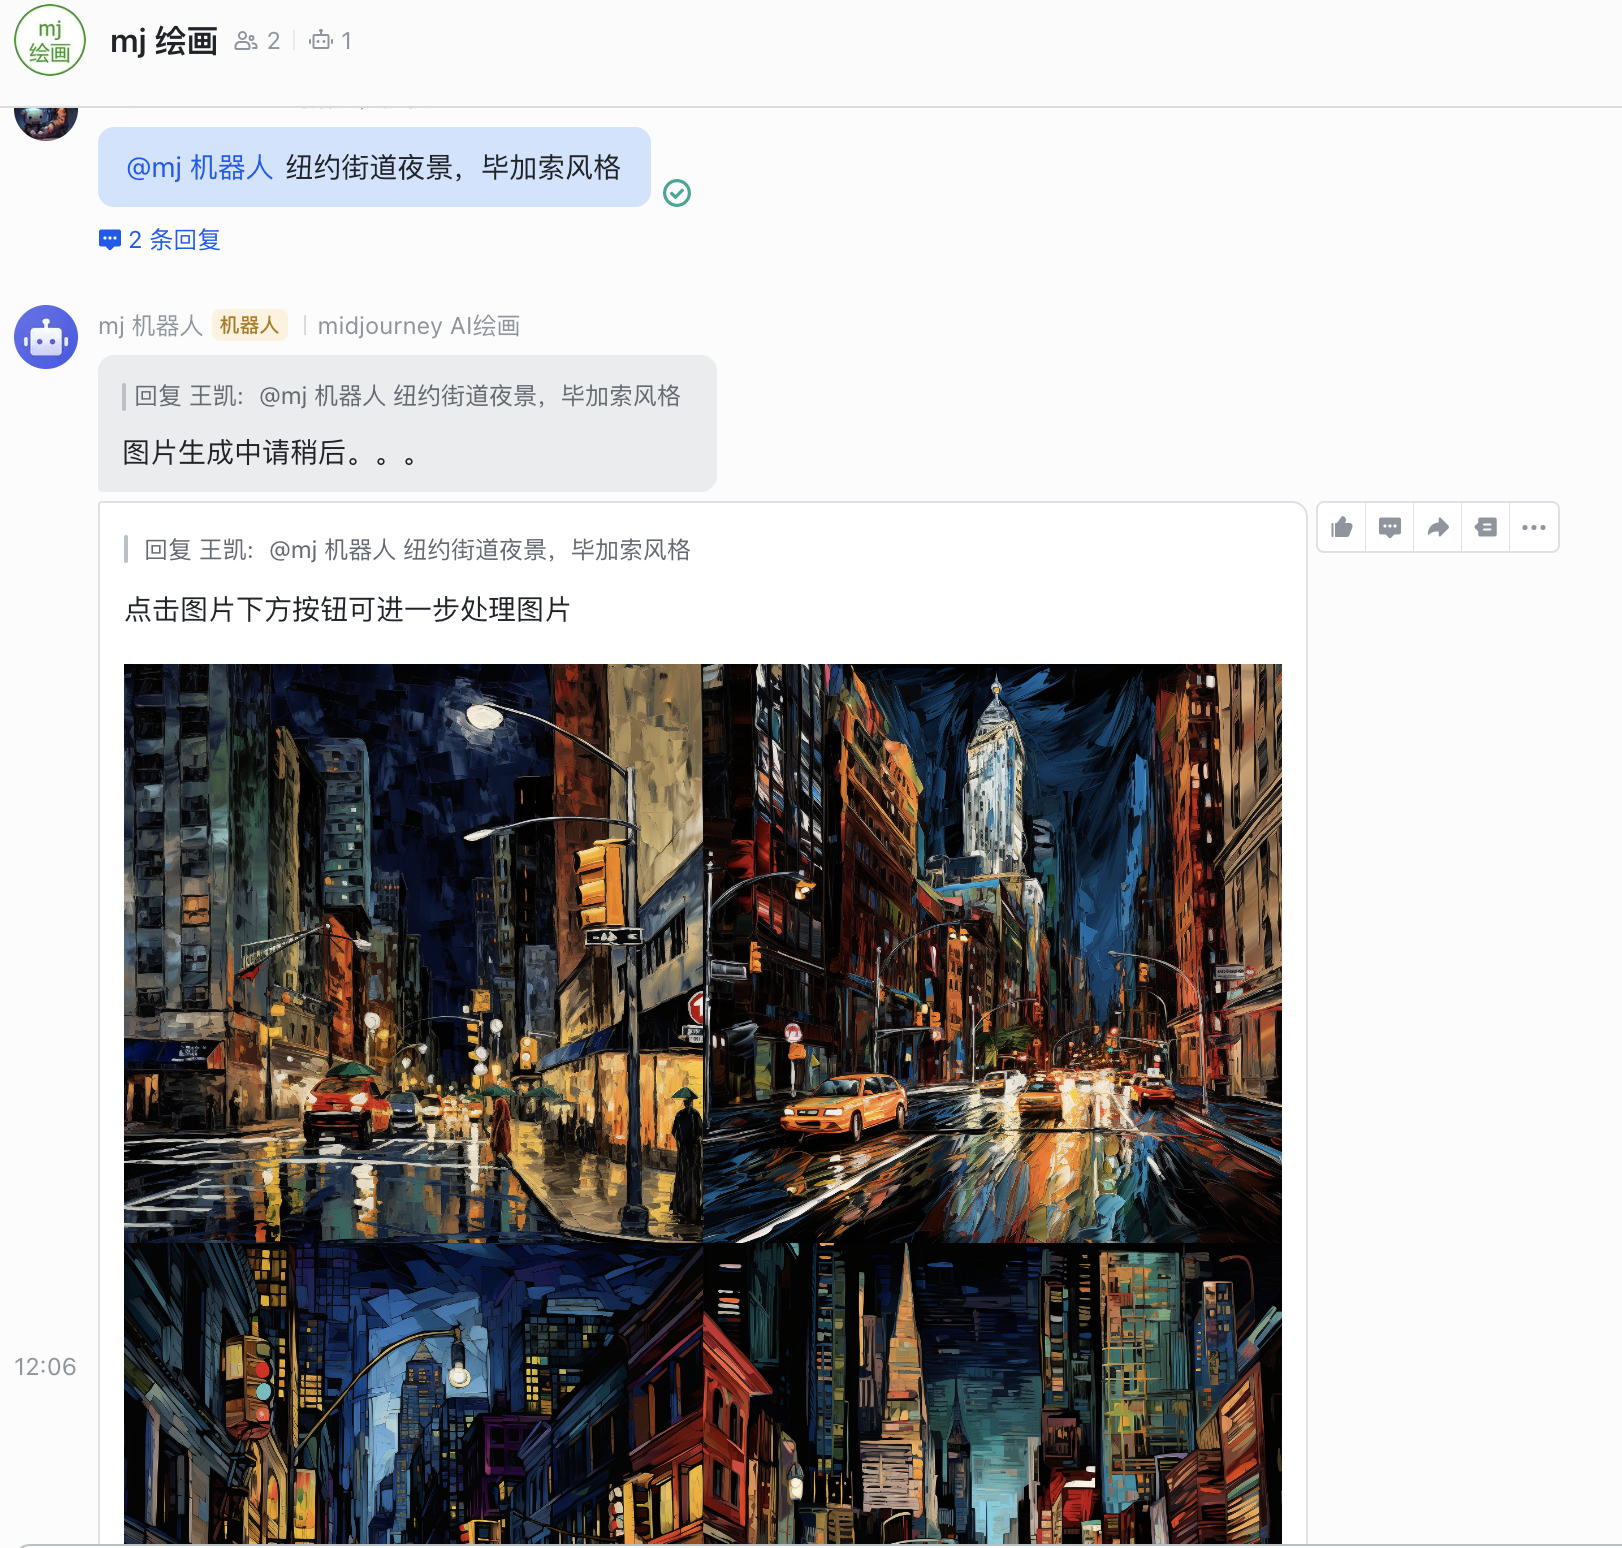 mj
绘画
mj 绘画 2 1
@mj 机器人 纽约街道夜景，毕加索风格
2 条回复
mj 机器人 机器人 midjourney AI绘画
回复 王凯：@mj 机器人 纽约街道夜景，毕加索风格
图片生成中请稍后。。。
回复 王凯：@mj 机器人 纽约街道夜景，毕加索风格
点击图片下方按钮可进一步处理图片
12:06